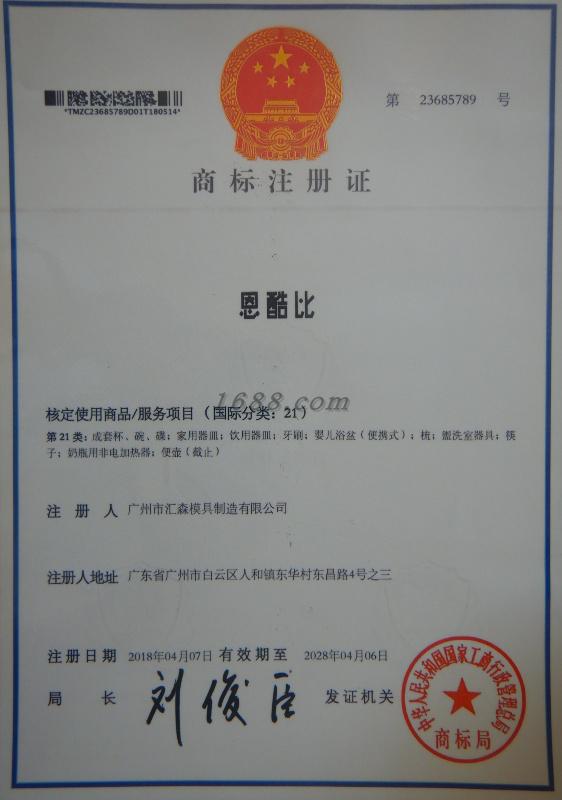 *TMZC23685789D01T180514*
第 23685789 号
商标注册证
恩酷比
核定使用商品/服务项目（国际分类：21）
1688.com
第21类：成套杯、碗、碟；家用器皿；饮用器皿；牙刷；婴儿浴盆（便携式）；梳；盥洗室器具；筷
子；奶瓶用非电加热器；便壶（截止）
注 册 人 广州市汇森模具制造有限公司
注册人地址 广东省广州市白云区人和镇东华村东昌路4号之三
注册日期 2018年04月07日 有效期至 2028年04月06日
局 长 刘俊臣 发证机关
中华人民共和国国家工商行政管理总局
商标局